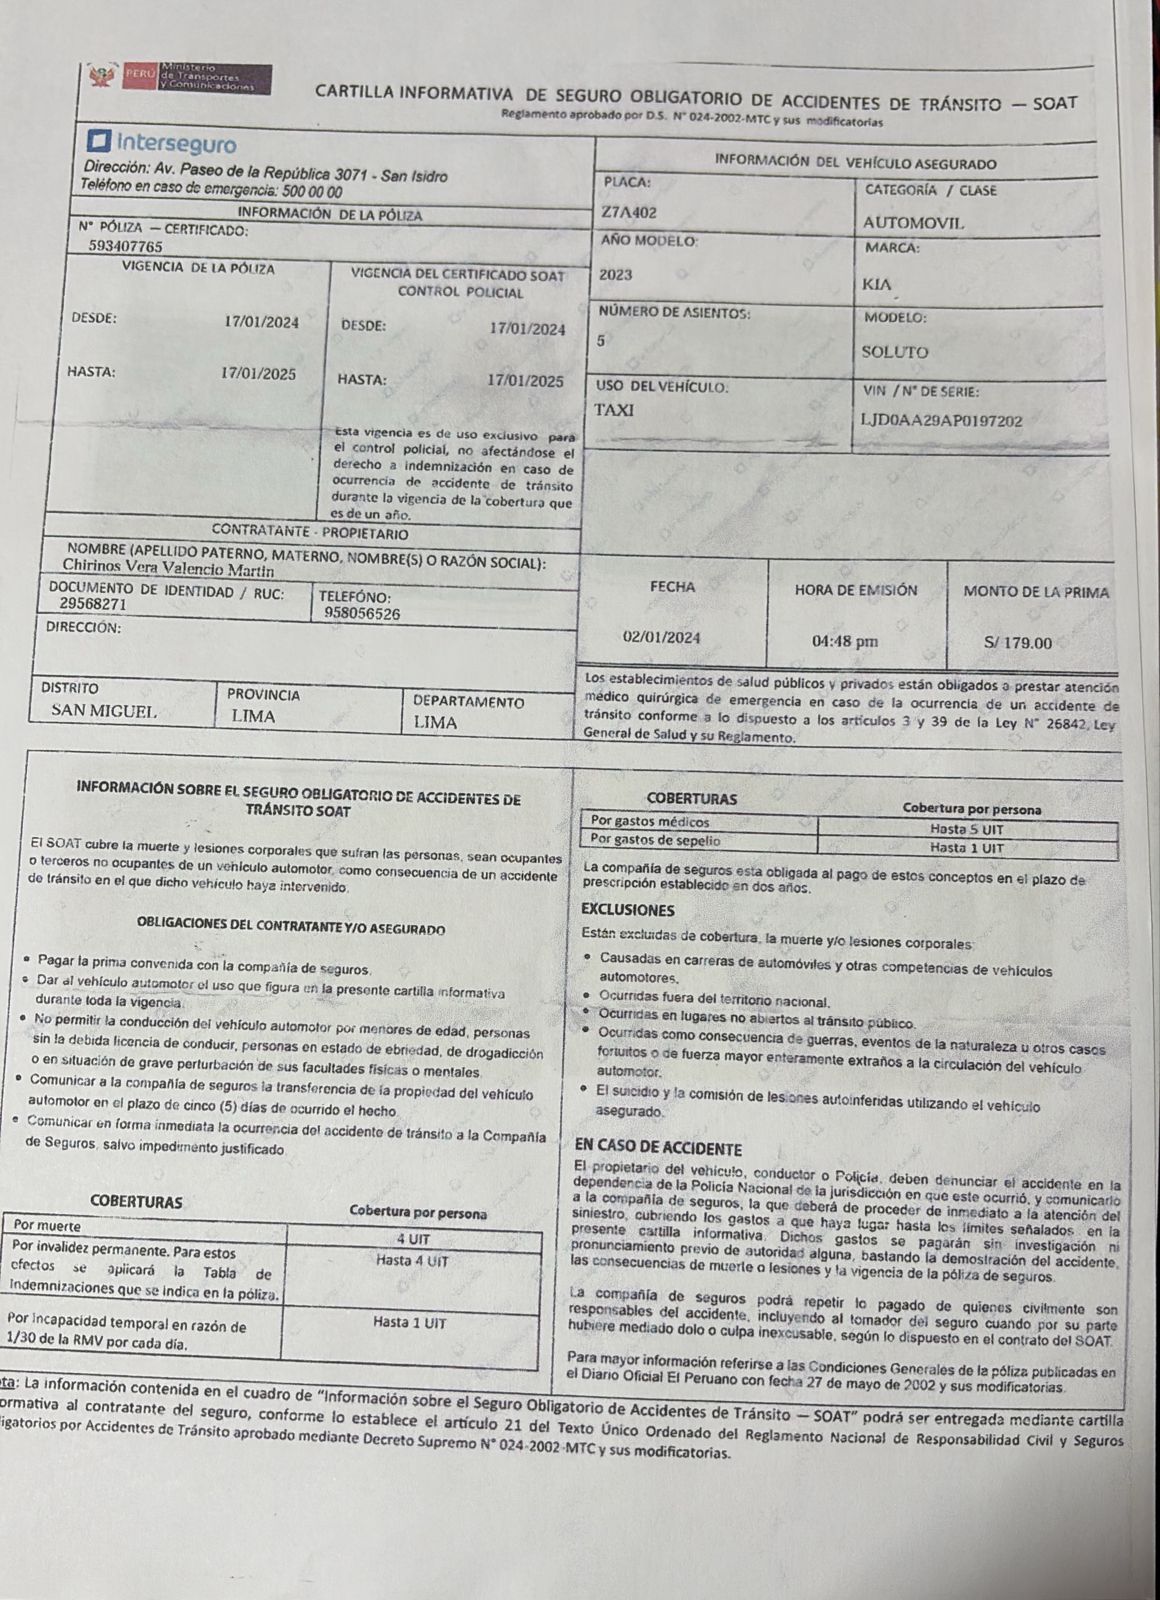 PERÚ
Ministerio
de Transportes
y Comunicaciones
CARTILLA INFORMATIVA DE SEGURO OBLIGATORIO DE ACCIDENTES DE TRÁNSITO — SOAT
Reglamento aprobado por D.S. N° 024-2002-MTC y sus modificatorias
interseguro
Dirección: Av. Paseo de la República 3071 - San Isidro
Teléfono en caso de emergencia: 500 00 00
INFORMACIÓN DE LA PÓLIZA
N° PÓLIZA — CERTIFICADO:
593407765
VIGENCIA DE LA PÓLIZA
DESDE: 17/01/2024
HASTA: 17/01/2025
VIGENCIA DEL CERTIFICADO SOAT
CONTROL POLICIAL
DESDE: 17/01/2024
HASTA: 17/01/2025
Esta vigencia es de uso exclusivo para
el control policial, no afectándose el
derecho a indemnización en caso de
ocurrencia de accidente de tránsito
durante la vigencia de la cobertura que
es de un año.
INFORMACIÓN DEL VEHÍCULO ASEGURADO
PLACA:
Z7A402
CATEGORÍA / CLASE
AUTOMOVIL
AÑO MODELO:
2023
MARCA:
KIA
NÚMERO DE ASIENTOS:
5
MODELO:
SOLUTO
USO DEL VEHÍCULO:
TAXI
VIN / N° DE SERIE:
LJD0AA29AP0197202
CONTRATANTE - PROPIETARIO
NOMBRE (APELLIDO PATERNO, MATERNO, NOMBRE(S) O RAZÓN SOCIAL):
Chirinos Vera Valencio Martin
DOCUMENTO DE IDENTIDAD / RUC:
29568271
TELEFÓNO:
958056526
DIRECCIÓN:
DISTRITO
SAN MIGUEL
PROVINCIA
LIMA
DEPARTAMENTO
LIMA
FECHA
02/01/2024
HORA DE EMISIÓN
04:48 pm
MONTO DE LA PRIMA
S/ 179.00
Los establecimientos de salud públicos y privados están obligados a prestar atención
médico quirúrgica de emergencia en caso de la ocurrencia de un accidente de
tránsito conforme a lo dispuesto a los artículos 3 y 39 de la Ley N° 26842, Ley
General de Salud y su Reglamento.
INFORMACIÓN SOBRE EL SEGURO OBLIGATORIO DE ACCIDENTES DE
TRÁNSITO SOAT
El SOAT cubre la muerte y lesiones corporales que sufran las personas, sean ocupantes
o terceros no ocupantes de un vehículo automotor, como consecuencia de un accidente
de tránsito en el que dicho vehículo haya intervenido.
OBLIGACIONES DEL CONTRATANTE Y/O ASEGURADO
• Pagar la prima convenida con la compañía de seguros.
• Dar al vehículo automotor el uso que figura en la presente cartilla informativa
durante toda la vigencia.
• No permitir la conducción del vehículo automotor por menores de edad, personas
sin la debida licencia de conducir, personas en estado de ebriedad, de drogadicción
o en situación de grave perturbación de sus facultades físicas o mentales.
• Comunicar a la compañía de seguros la transferencia de la propiedad del vehículo
automotor en el plazo de cinco (5) días de ocurrido el hecho
• Comunicar en forma inmediata la ocurrencia del accidente de tránsito a la Compañía
de Seguros, salvo impedimento justificado
COBERTURAS
Cobertura por persona
Por muerte
4 UIT
Por invalidez permanente. Para estos
efectos se aplicará la Tabla de
Indemnizaciones que se indica en la póliza.
Hasta 4 UIT
Por Incapacidad temporal en razón de
1/30 de la RMV por cada día.
Hasta 1 UIT
COBERTURAS
Cobertura por persona
Por gastos médicos
Hasta 5 UIT
Por gastos de sepelio
Hasta 1 UIT
La compañía de seguros esta obligada al pago de estos conceptos en el plazo de
prescripción establecido en dos años.
EXCLUSIONES
Están excluidas de cobertura, la muerte y/o lesiones corporales:
• Causadas en carreras de automóviles y otras competencias de vehículos
automotores.
• Ocurridas fuera del territorio nacional.
• Ocurridas en lugares no abiertos al tránsito público.
• Ocurridas como consecuencia de guerras, eventos de la naturaleza u otros casos
fortuitos o de fuerza mayor enteramente extraños a la circulación del vehículo
automotor.
• El suicidio y la comisión de lesiones autoinferidas utilizando el vehículo
asegurado.
EN CASO DE ACCIDENTE
El propietario del vehículo, conductor o Policía, deben denunciar el accidente en la
dependencia de la Policía Nacional de la jurisdicción en que este ocurrió, y comunicarlo
a la compañía de seguros, la que deberá de proceder de inmediato a la atención del
siniestro, cubriendo los gastos a que haya lugar hasta los límites señalados en la
presente cartilla informativa. Dichos gastos se pagarán sin investigación ni
pronunciamiento previo de autoridad alguna, bastando la demostración del accidente,
las consecuencias de muerte o lesiones y la vigencia de la póliza de seguros.
La compañía de seguros podrá repetir lo pagado de quienes civilmente son
responsables del accidente, incluyendo al tomador del seguro cuando por su parte
hubiere mediado dolo o culpa inexcusable, según lo dispuesto en el contrato del SOAT.
Para mayor información referirse a las Condiciones Generales de la póliza publicadas en
el Diario Oficial El Peruano con fecha 27 de mayo de 2002 y sus modificatorias.
ota: La información contenida en el cuadro de "Información sobre el Seguro Obligatorio de Accidentes de Tránsito — SOAT" podrá ser entregada mediante cartilla
ormativa al contratante del seguro, conforme lo establece el artículo 21 del Texto Único Ordenado del Reglamento Nacional de Responsabilidad Civil y Seguros
ligatorios por Accidentes de Tránsito aprobado mediante Decreto Supremo N° 024-2002-MTC y sus modificatorias.